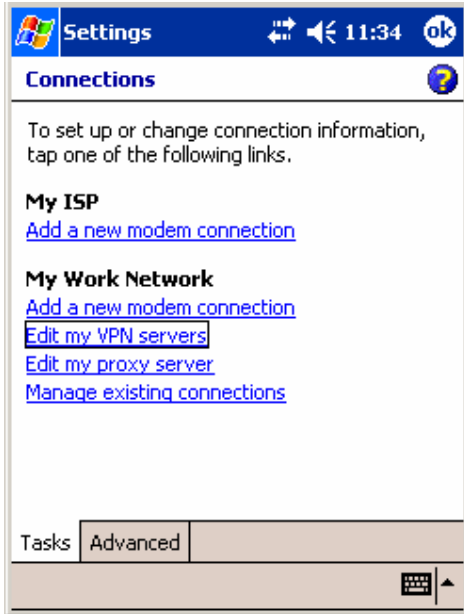 Settings 11:34 ok
Connections ?
To set up or change connection information,
tap one of the following links.
My ISP
Add a new modem connection
My Work Network
Add a new modem connection
Edit my VPN servers
Edit my proxy server
Manage existing connections
Tasks Advanced